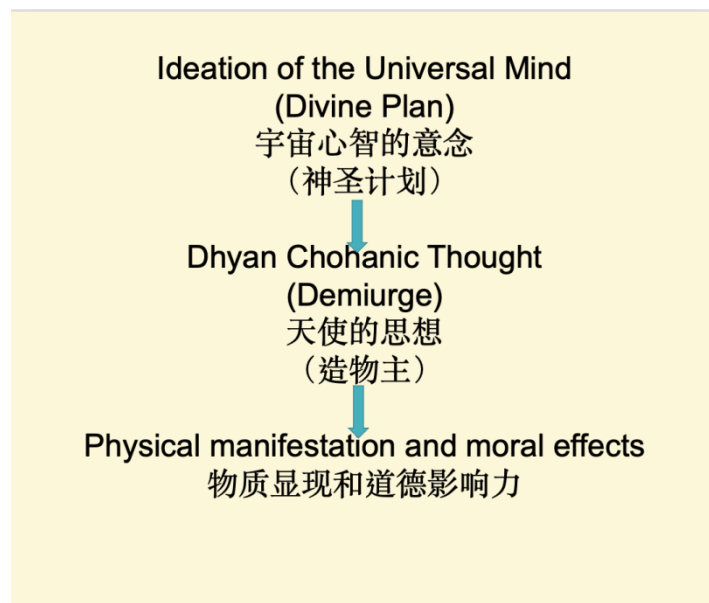 Ideation of the Universal Mind
(Divine Plan)
宇宙心智的意念
（神圣计划）
Dhyan Chohanic Thought
(Demiurge)
天使的思想
（造物主）
Physical manifestation and moral effects
物质显现和道德影响力